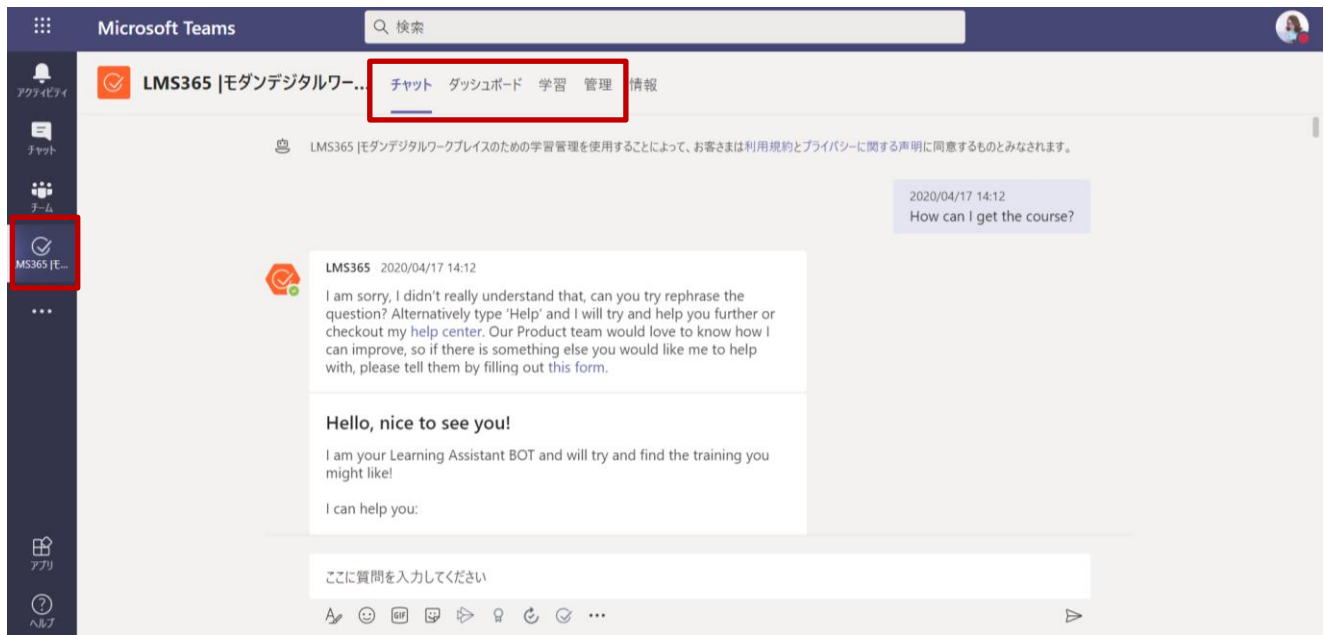 Microsoft Teams
検索
アクティビティ
チャット
チーム
MS365 |モ...
アプリ
ヘルプ
LMS365 |モダンデジタルワー... チャット ダッシュボード 学習 管理 情報
LMS365 |モダンデジタルワークプレイスのための学習管理を使用することによって、お客さまは利用規約とプライバシーに関する声明に同意するものとみなされます。
2020/04/17 14:12
How can I get the course?
LMS365 2020/04/17 14:12
I am sorry, I didn't really understand that, can you try rephrase the
question? Alternatively type 'Help' and I will try and help you further or
checkout my help center. Our Product team would love to know how I
can improve, so if there is something else you would like me to help
with, please tell them by filling out this form.
Hello, nice to see you!
I am your Learning Assistant BOT and will try and find the training you
might like!
I can help you:
ここに質問を入力してください
GIF